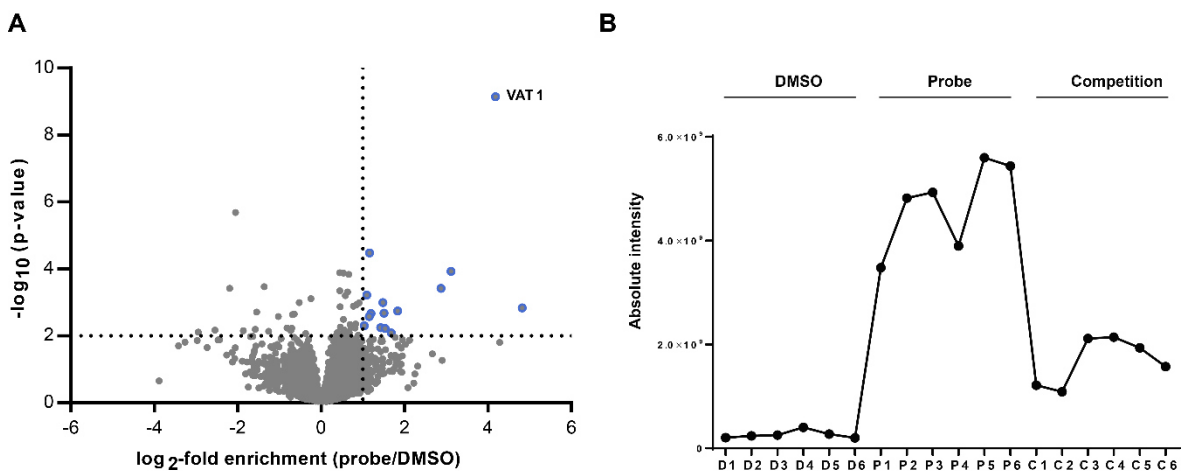 A
10
8
6
4
2
0
-6
-4
-2
0
2
4
6
-log10 (p-value)
log2-fold enrichment (probe/DMSO)
VAT 1
B
DMSO
Probe
Competition
Absolute intensity
6.0×10⁹
4.0×10⁹
2.0×10⁹
0
D1 D2 D3 D4 D5 D6 P1 P2 P3 P4 P5 P6 C1 C2 C3 C4 C5 C6